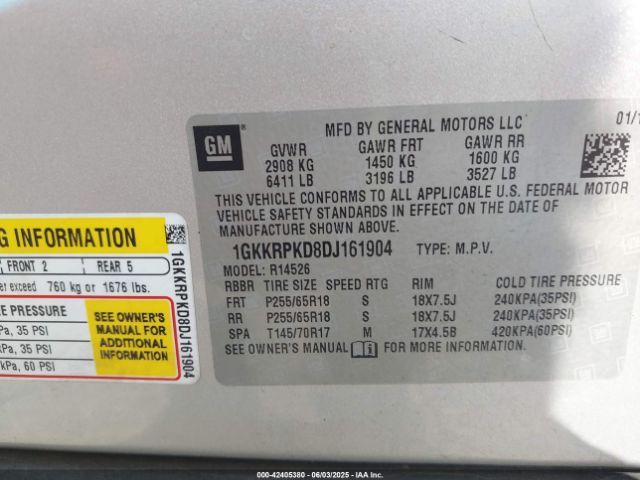 GM
MFD BY GENERAL MOTORS LLC
01/1
GVWR GAWR FRT GAWR RR
2908 KG 1450 KG 1600 KG
6411 LB 3196 LB 3527 LB
THIS VEHICLE CONFORMS TO ALL APPLICABLE U.S. FEDERAL MOTOR
VEHICLE SAFETY STANDARDS IN EFFECT ON THE DATE OF
MANUFACTURE SHOWN ABOVE.
1GKKRPKD8DJ161904 TYPE: M.P.V.
MODEL: R14526
RBBR TIRE SIZE SPEED RTG RIM COLD TIRE PRESSURE
FRT P255/65R18 S 18X7.5J 240KPA(35PSI)
RR P255/65R18 S 18X7.5J 240KPA(35PSI)
SPA T145/70R17 M 17X4.5B 420KPA(60PSI)
SEE OWNER'S MANUAL FOR MORE INFORMATION
G INFORMATION
FRONT 2 REAR 5
er exceed 760 kg or 1676 lbs.
E PRESSURE
Pa, 35 PSI
Pa, 35 PSI
kPa, 60 PSI
SEE OWNER'S
MANUAL FOR
ADDITIONAL
INFORMATION
1GKKRPKD8DJ161904
000-42405380 - 06/03/2025 - IAAI.COM